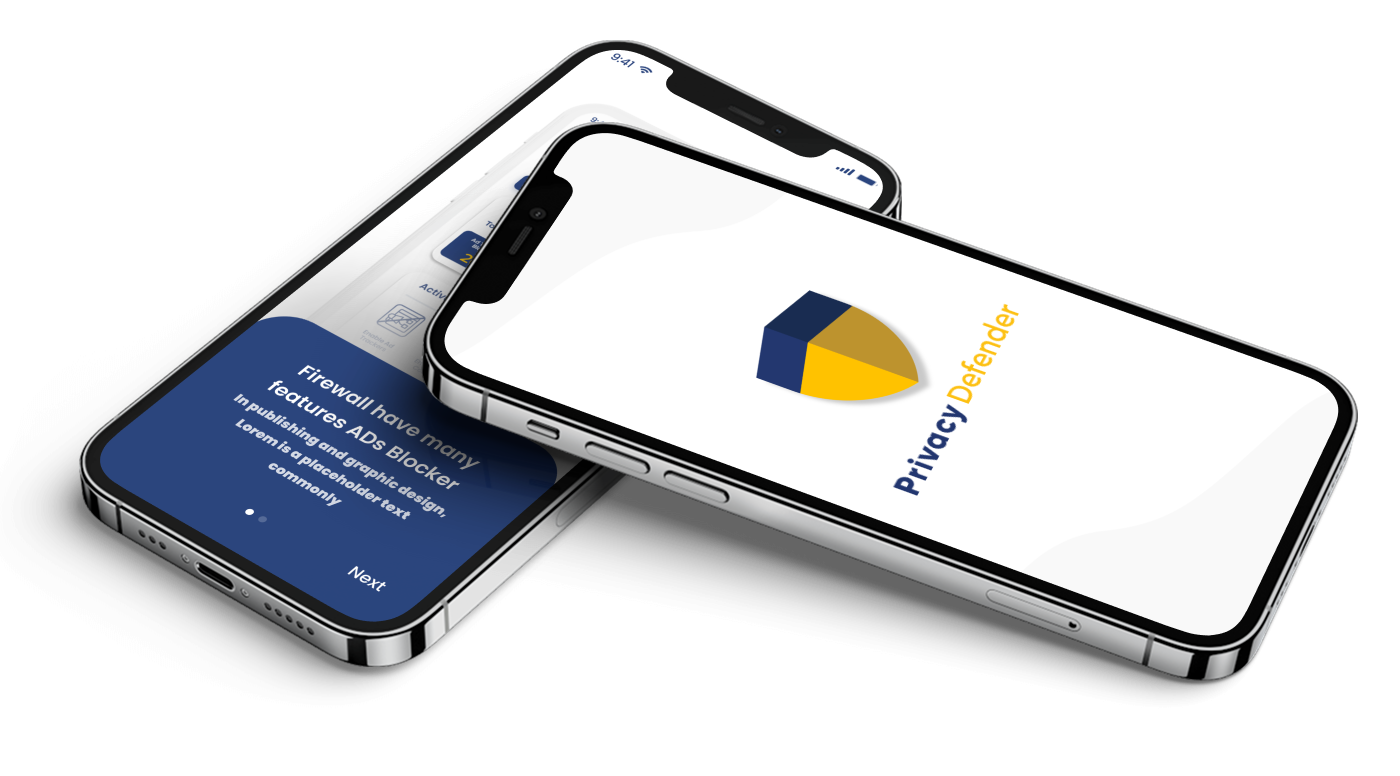 9:41
Firewall have many
features ADs Blocker
In publishing and graphic design,
Lorem is a placeholder text
commonly
Next
Privacy Defender